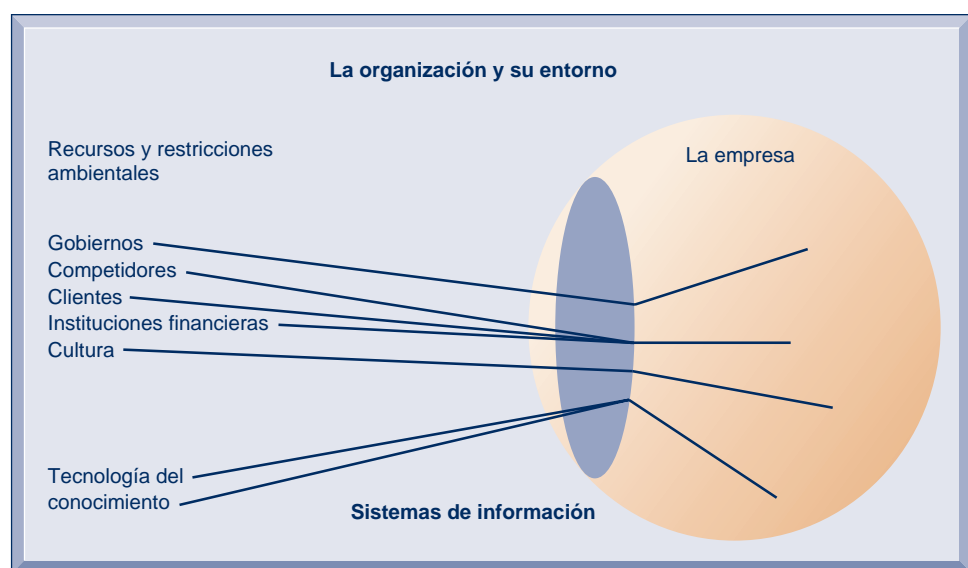 La organización y su entorno
Recursos y restricciones
ambientales
La empresa
Gobiernos
Competidores
Clientes
Instituciones financieras
Cultura
Tecnología del
conocimiento
Sistemas de información